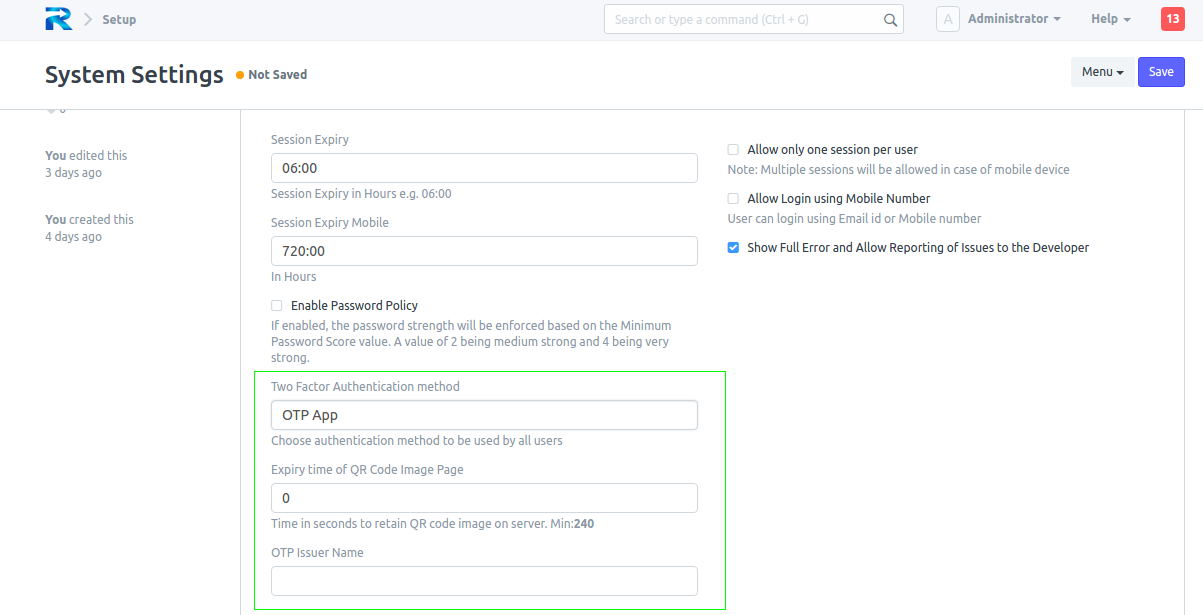 Setup
Search or type a command (Ctrl + G)
A
Administrator
Help
13
System Settings
Not Saved
Menu
Save
You edited this
3 days ago
You created this
4 days ago
Session Expiry
06:00
Session Expiry in Hours e.g. 06:00
Session Expiry Mobile
720:00
In Hours
Enable Password Policy
If enabled, the password strength will be enforced based on the Minimum
Password Score value. A value of 2 being medium strong and 4 being very
strong.
Two Factor Authentication method
OTP App
Choose authentication method to be used by all users
Expiry time of QR Code Image Page
0
Time in seconds to retain QR code image on server. Min:240
OTP Issuer Name
Allow only one session per user
Note: Multiple sessions will be allowed in case of mobile device
Allow Login using Mobile Number
User can login using Email id or Mobile number
Show Full Error and Allow Reporting of Issues to the Developer